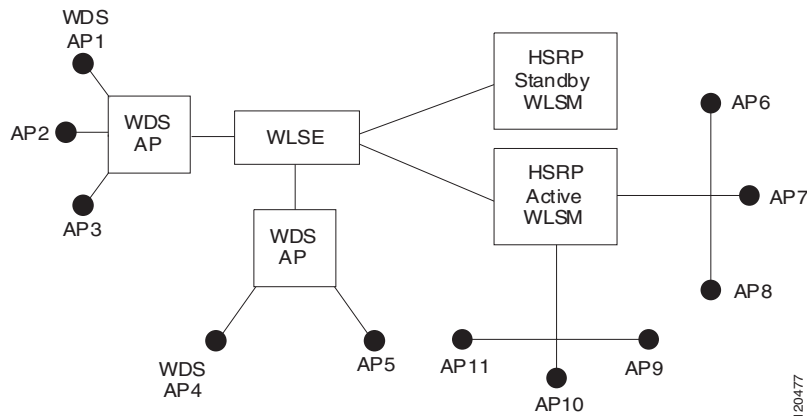 WDS
AP1
AP2
AP3
WDS
AP
WLSE
HSRP
Standby
WLSM
HSRP
Active
WLSM
AP6
AP7
AP8
WDS
AP
WDS
AP4
AP5
AP11
AP10
AP9
120477